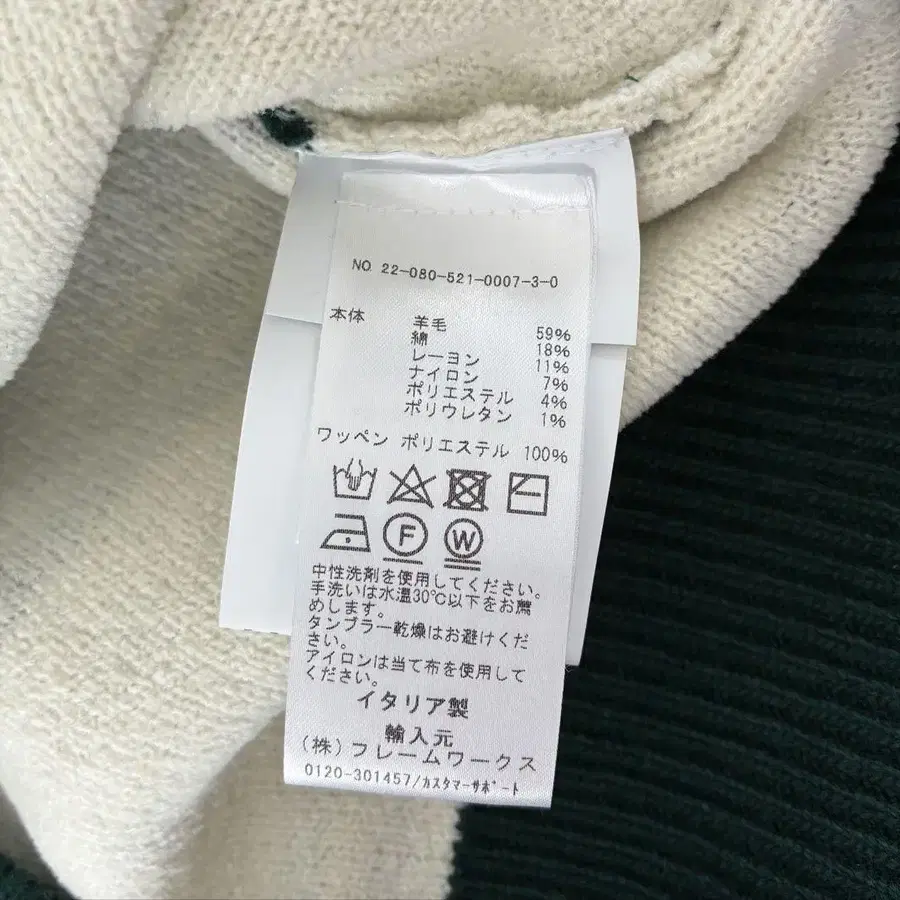 NO. 22-080-521-0007-3-0
本体 羊毛 59%
綿 18%
レーヨン 11%
ナイロン 7%
ポリエステル 4%
ポリウレタン 1%
ワッペン ポリエステル 100%
F
W
中性洗剤を使用してください。
手洗いは水温30℃以下をお薦
めします。
タンブラー乾燥はお避けくだ
さい。
アイロンは当て布を使用して
ください。
イタリア製
輸入元
(株)フレームワークス
0120-301457/カスタマーサポート